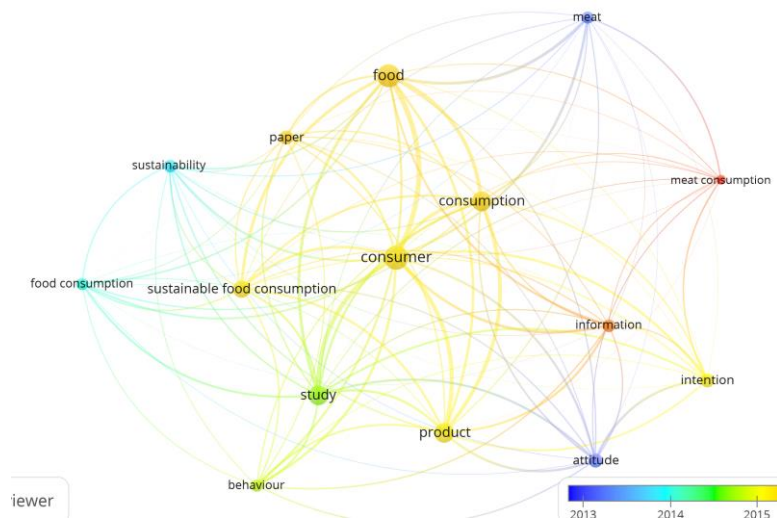 meat
food
paper
sustainability
meat consumption
consumption
consumer
food consumption
sustainable food consumption
information
intention
study
product
attitude
behaviour
iewer
2013
2014
2015